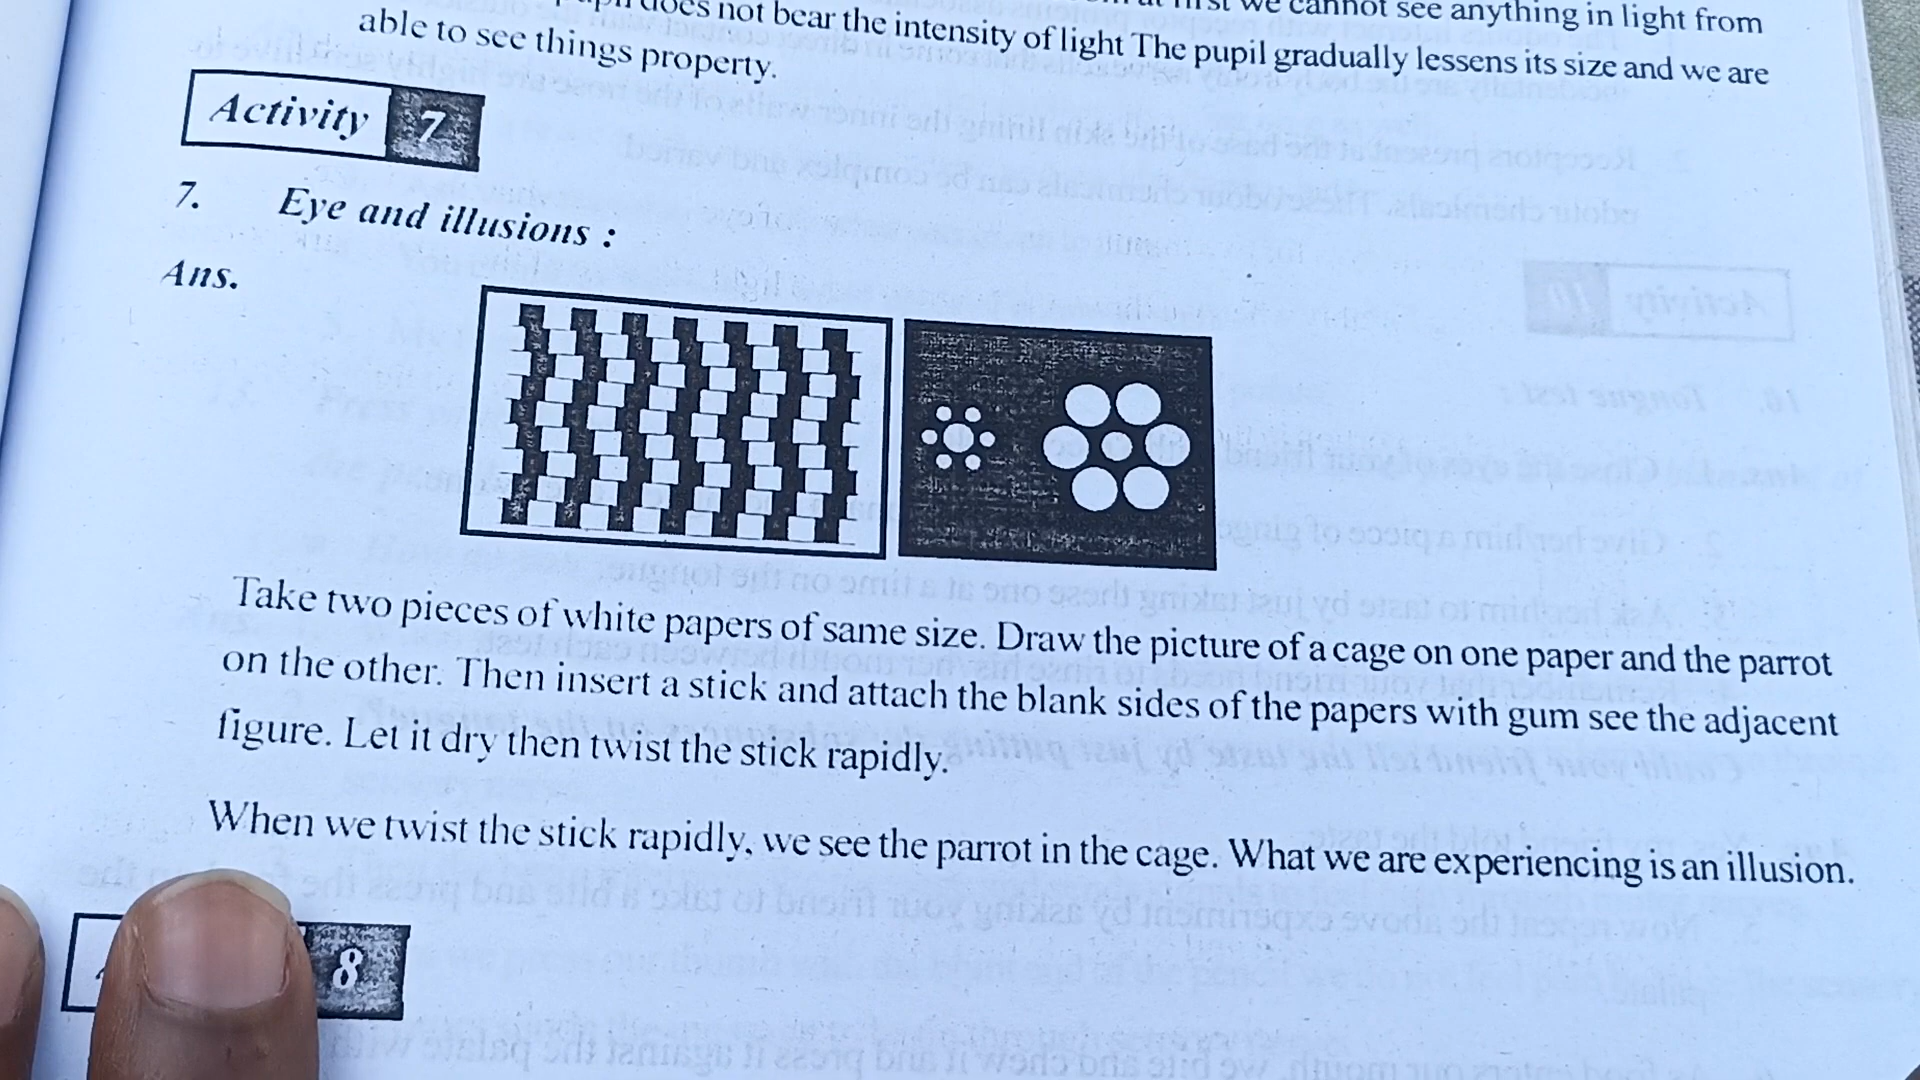 does not bear the intensity of light The pupil gradually lessens its size and we are
we cannot see anything in light from
able to see things property.
Activity 7
7. Eye and illusions :
Ans.
Take two pieces of white papers of same size. Draw the picture of a cage on one paper and the parrot
on the other. Then insert a stick and attach the blank sides of the papers with gum see the adjacent
figure. Let it dry then twist the stick rapidly.
When we twist the stick rapidly, we see the parrot in the cage. What we are experiencing is an illusion.
8